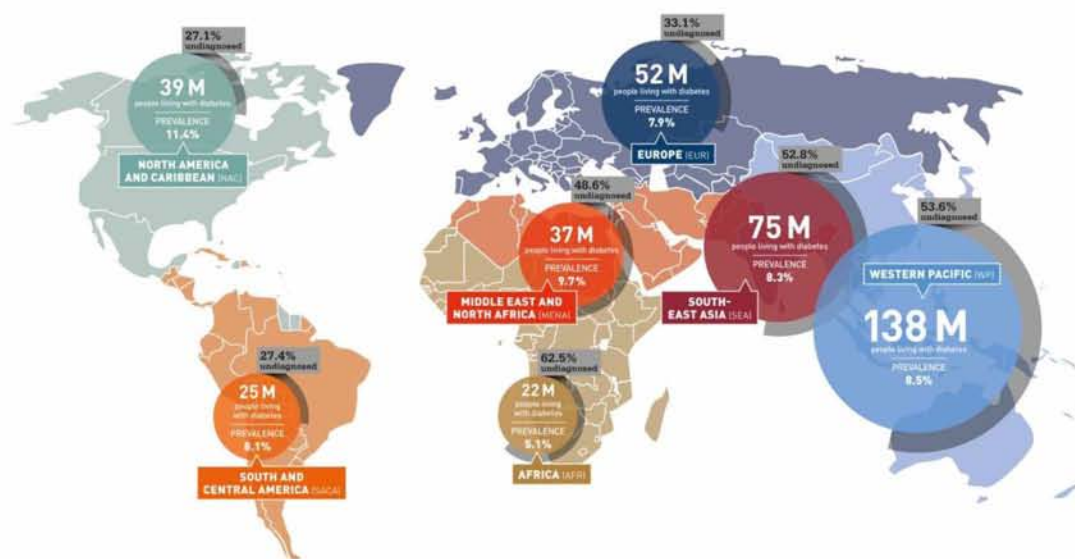 27.1%
undiagnosed
39 M
people living with diabetes
PREVALENCE
11.4%
NORTH AMERICA
AND CARIBBEAN (NAC)
33.1%
undiagnosed
52 M
people living with diabetes
PREVALENCE
7.9%
EUROPE (EUR)
48.6%
undiagnosed
37 M
people living with diabetes
PREVALENCE
9.7%
MIDDLE EAST AND
NORTH AFRICA (MENA)
52.8%
undiagnosed
75 M
people living with diabetes
PREVALENCE
8.3%
SOUTH-
EAST ASIA (SEA)
53.6%
undiagnosed
WESTERN PACIFIC (WP)
138 M
people living with diabetes
PREVALENCE
8.5%
27.4%
undiagnosed
25 M
people living
with diabetes
PREVALENCE
8.1%
SOUTH AND
CENTRAL AMERICA (SACA)
62.5%
undiagnosed
22 M
people living
with diabetes
PREVALENCE
5.1%
AFRICA (AFR)